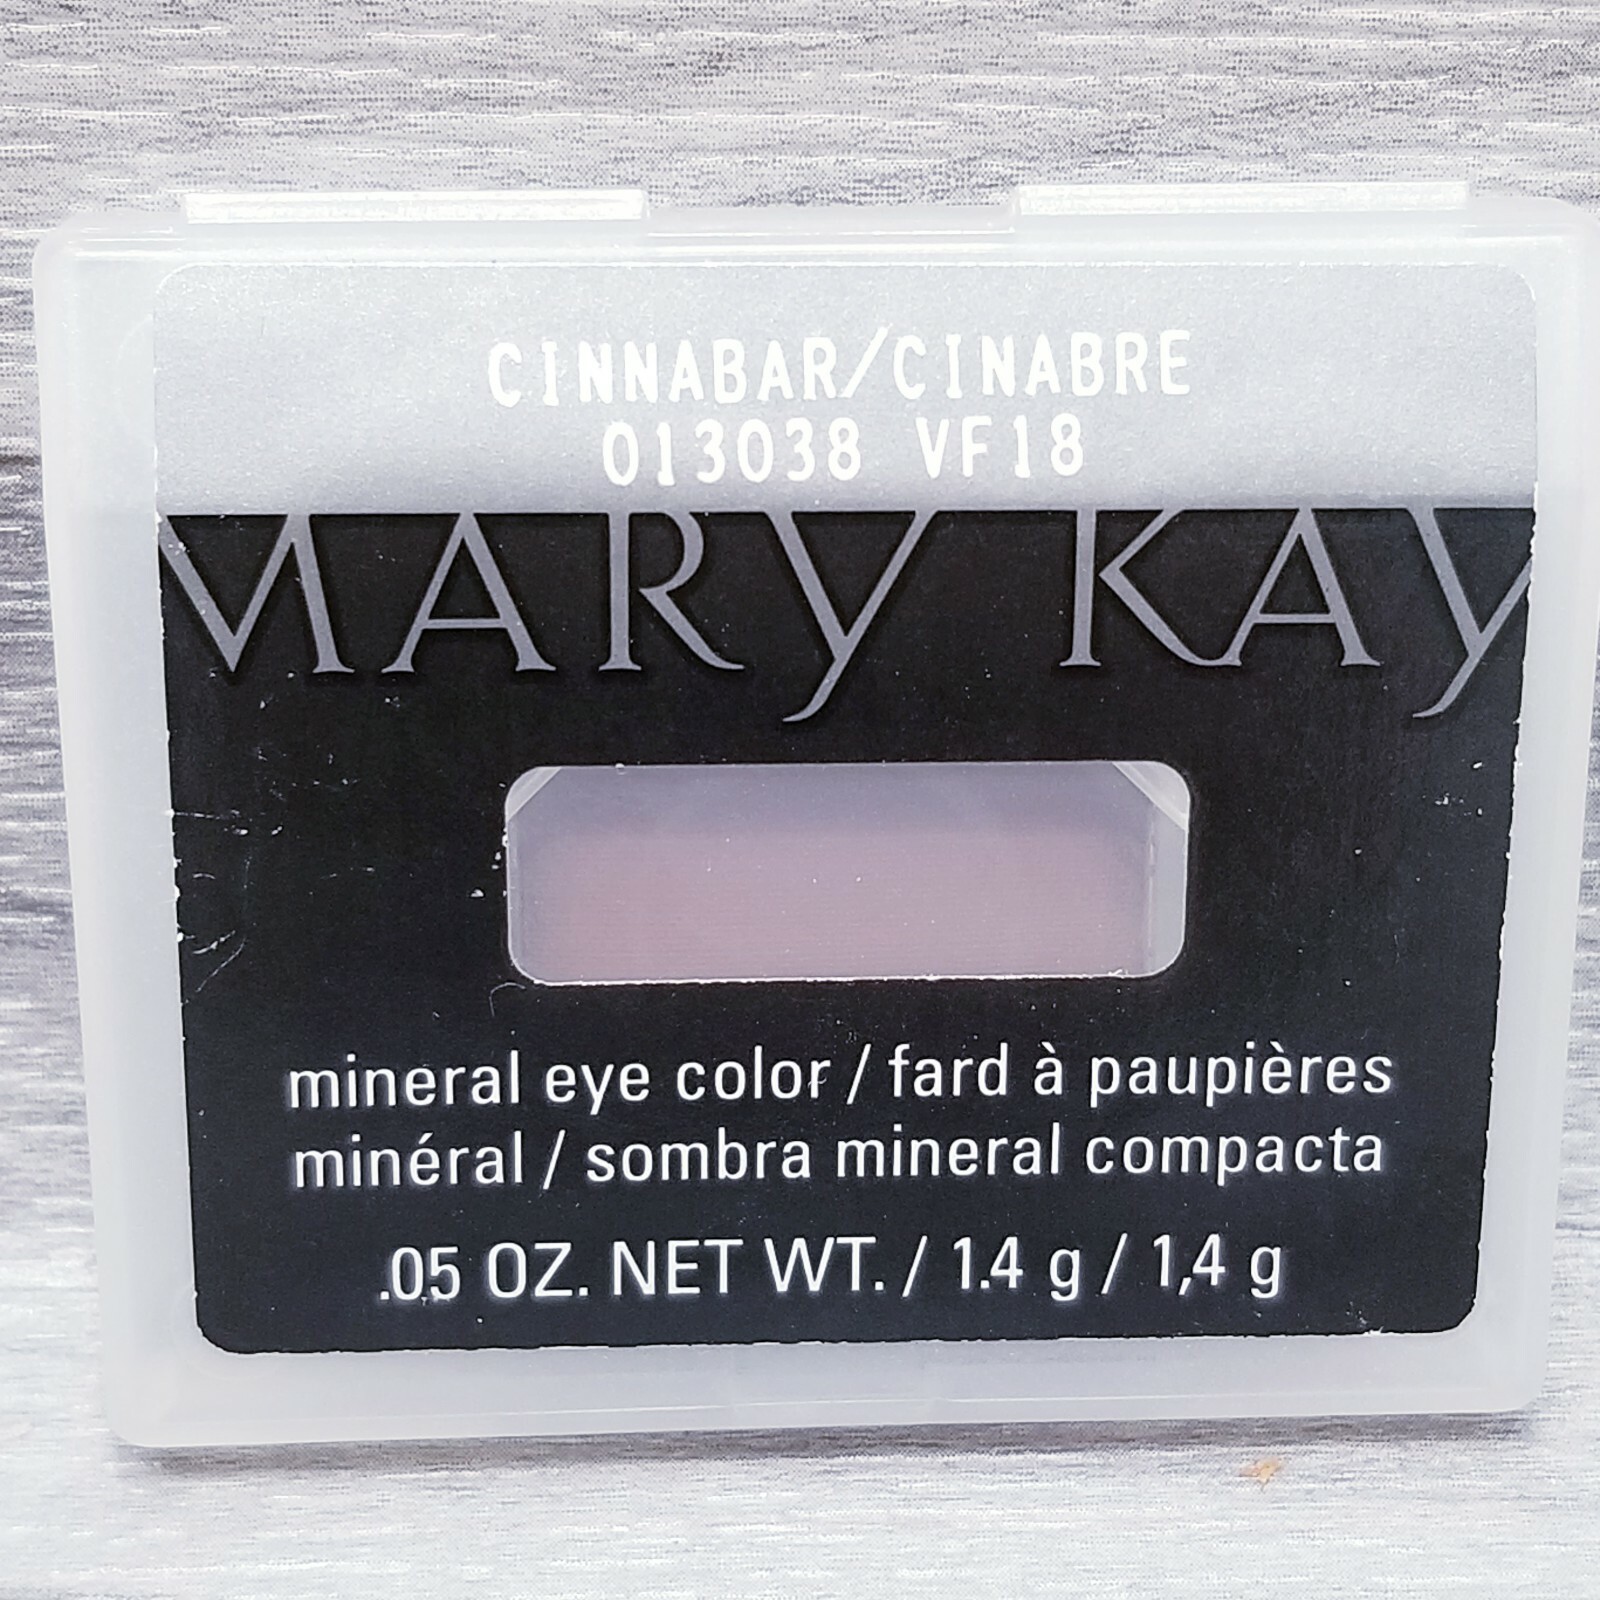 CINNABAR/CINABRE
013038 VF18
MARY KAY
mineral eye color / fard à paupières
minéral / sombra mineral compacta
.05 OZ. NET WT. / 1.4 g / 1,4 g